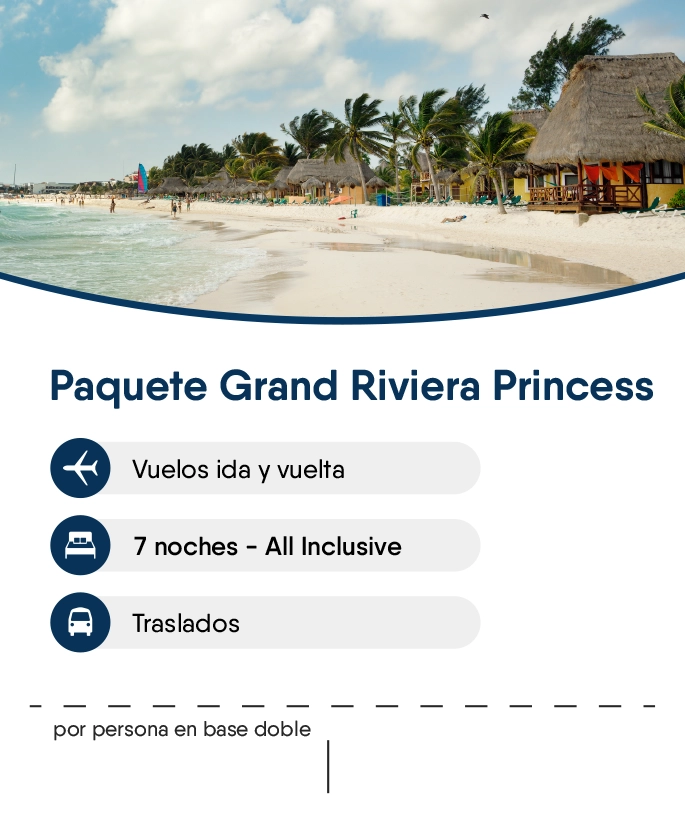 Paquete Grand Riviera Princess
Vuelos ida y vuelta
7 noches - All Inclusive
Traslados
por persona en base doble